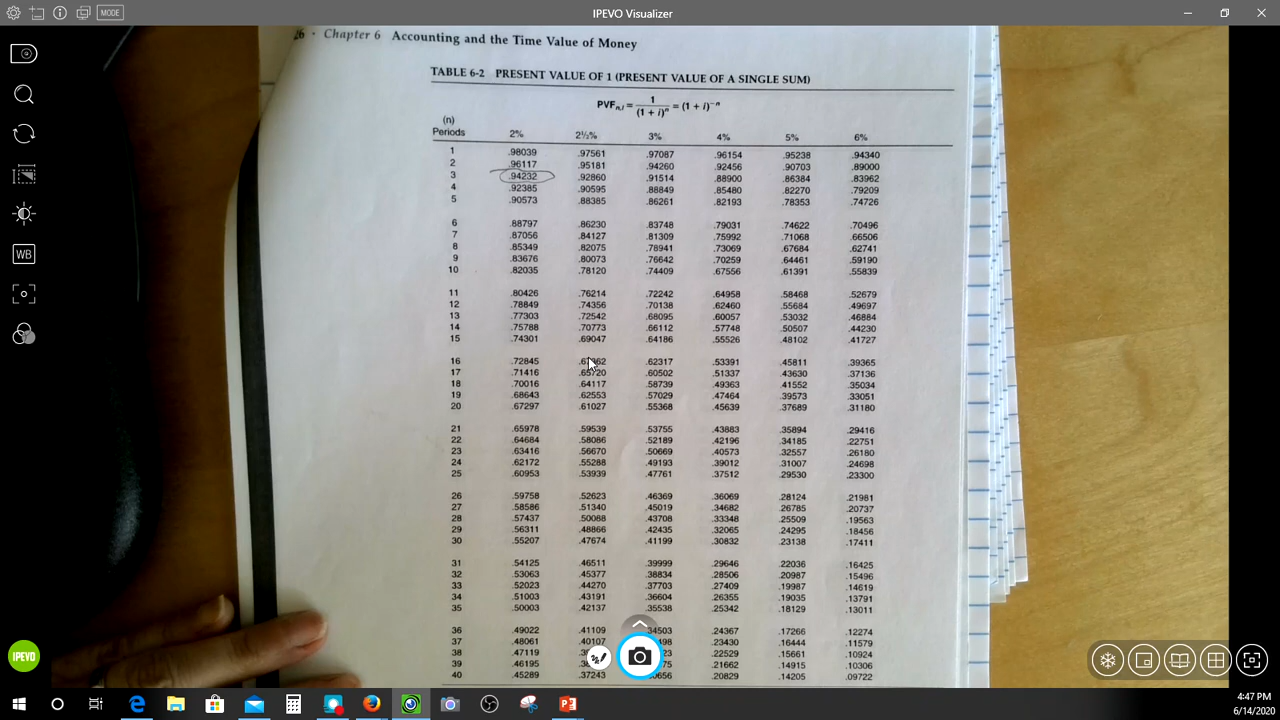 IPEVO Visualizer
MODE
26 · Chapter 6 Accounting and the Time Value of Money
TABLE 6-2 PRESENT VALUE OF 1 (PRESENT VALUE OF A SINGLE SUM)
PVFn,i = 1 / (1 + i)ⁿ = (1 + i)⁻ⁿ
(n)
Periods 2% 2½% 3% 4% 5% 6%
1 .98039 .97561 .97087 .96154 .95238 .94340
2 .96117 .95181 .94260 .92456 .90703 .89000
3 .94232 .92860 .91514 .88900 .86384 .83962
4 .92385 .90595 .88849 .85480 .82270 .79209
5 .90573 .88385 .86261 .82193 .78353 .74726
6 .88797 .86230 .83748 .79031 .74622 .70496
7 .87056 .84127 .81309 .75992 .71068 .66506
8 .85349 .82075 .78941 .73069 .67684 .62741
9 .83676 .80073 .76642 .70259 .64461 .59190
10 .82035 .78120 .74409 .67556 .61391 .55839
11 .80426 .76214 .72242 .64958 .58468 .52679
12 .78849 .74356 .70138 .62460 .55684 .49697
13 .77303 .72542 .68095 .60057 .53032 .46884
14 .75788 .70773 .66112 .57748 .50507 .44230
15 .74301 .69047 .64186 .55526 .48102 .41727
16 .72845 .62317 .53391 .45811 .39365
17 .71416 .65720 .60502 .51337 .43630 .37136
18 .70016 .64117 .58739 .49363 .41552 .35034
19 .68643 .62553 .57029 .47464 .39573 .33051
20 .67297 .61027 .55368 .45639 .37689 .31180
21 .65978 .59539 .53755 .43883 .35894 .29416
22 .64684 .58086 .52189 .42196 .34185 .22751
23 .63416 .56670 .50669 .40573 .32557 .26180
24 .62172 .55288 .49193 .39012 .31007 .24698
25 .60953 .53939 .47761 .37512 .29530 .23300
26 .59758 .52623 .46369 .36069 .28124 .21981
27 .58586 .51340 .45019 .34682 .26785 .20737
28 .57437 .50088 .43708 .33348 .25509 .19563
29 .56311 .48866 .42435 .32065 .24295 .18456
30 .55207 .47674 .41199 .30832 .23138 .17411
31 .54125 .46511 .39999 .29646 .22036 .16425
32 .53063 .45377 .38834 .28506 .20987 .15496
33 .52023 .44270 .37703 .27409 .19987 .14619
34 .51003 .43191 .36604 .26355 .19035 .13791
35 .50003 .42137 .35538 .25342 .18129 .13011
36 .49022 .41109 .34503 .24367 .17266 .12274
37 .48061 .40107 .23430 .16444 .11579
38 .47119 .22529 .15661 .10924
39 .46195 .21662 .14915 .10306
40 .45289 .37243 .20829 .14205 .09722
WB
IPEVO
4:47 PM
6/14/2020